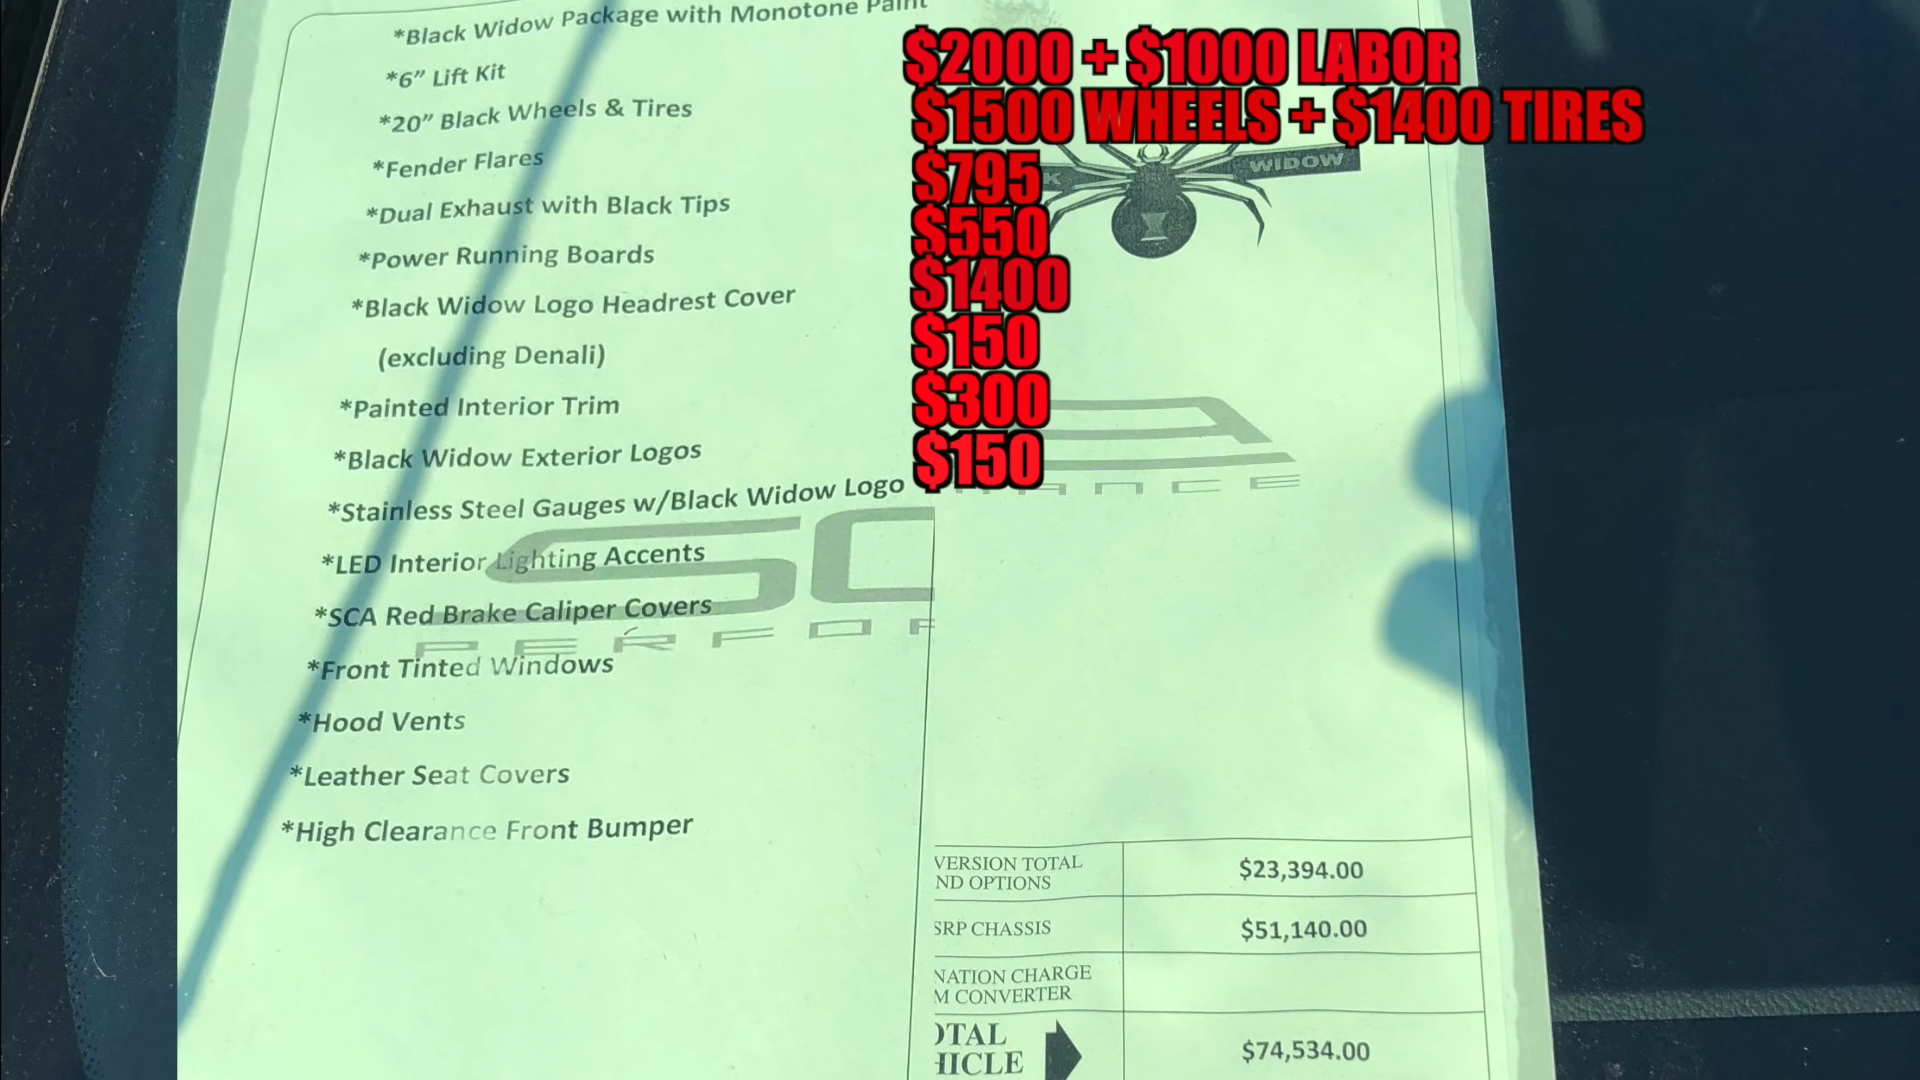 *Black Widow Package with Monotone Paint
*6” Lift Kit
$2000 + $1000 LABOR
*20” Black Wheels & Tires
$1500 WHEELS + $1400 TIRES
*Fender Flares
$795
WIDOW
*Dual Exhaust with Black Tips
$550
*Power Running Boards
$1400
*Black Widow Logo Headrest Cover
(excluding Denali)
$150
*Painted Interior Trim
$300
*Black Widow Exterior Logos
$150
*Stainless Steel Gauges w/Black Widow Logo
*LED Interior Lighting Accents
*SCA Red Brake Caliper Covers
*Front Tinted Windows
*Hood Vents
*Leather Seat Covers
*High Clearance Front Bumper
VERSION TOTAL
ND OPTIONS
$23,394.00
SRP CHASSIS
$51,140.00
NATION CHARGE
M CONVERTER
OTAL
HICLE
$74,534.00